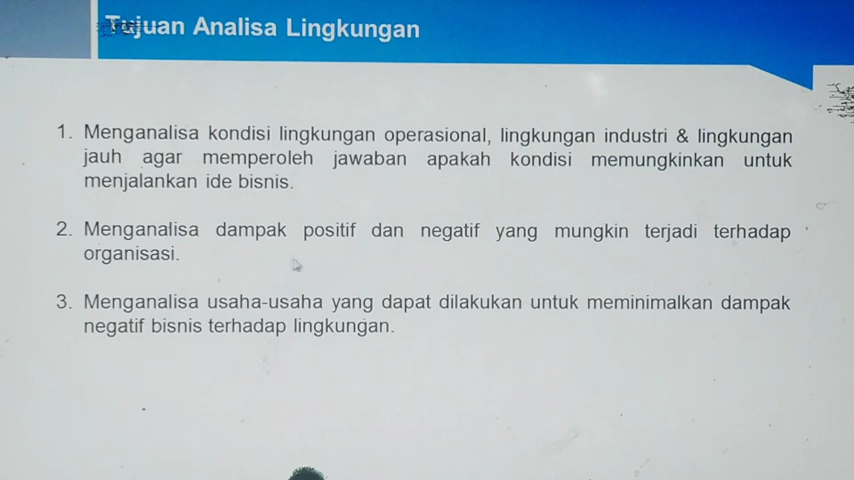 Tujuan Analisa Lingkungan
1. Menganalisa kondisi lingkungan operasional, lingkungan industri & lingkungan
jauh agar memperoleh jawaban apakah kondisi memungkinkan untuk
menjalankan ide bisnis.
2. Menganalisa dampak positif dan negatif yang mungkin terjadi terhadap
organisasi.
3. Menganalisa usaha-usaha yang dapat dilakukan untuk meminimalkan dampak
negatif bisnis terhadap lingkungan.